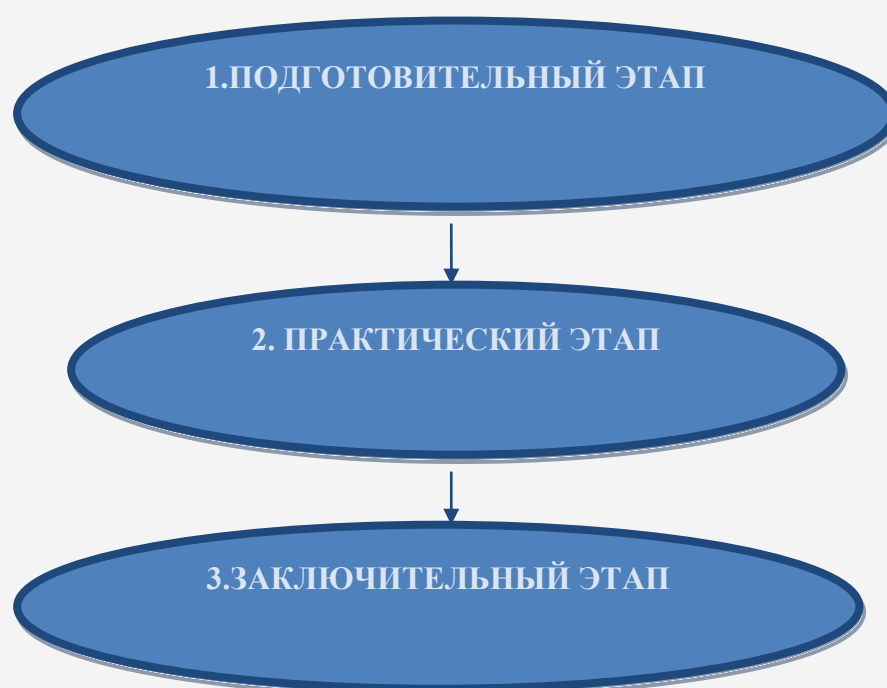 1.ПОДГОТОВИТЕЛЬНЫЙ ЭТАП
2. ПРАКТИЧЕСКИЙ ЭТАП
3.ЗАКЛЮЧИТЕЛЬНЫЙ ЭТАП